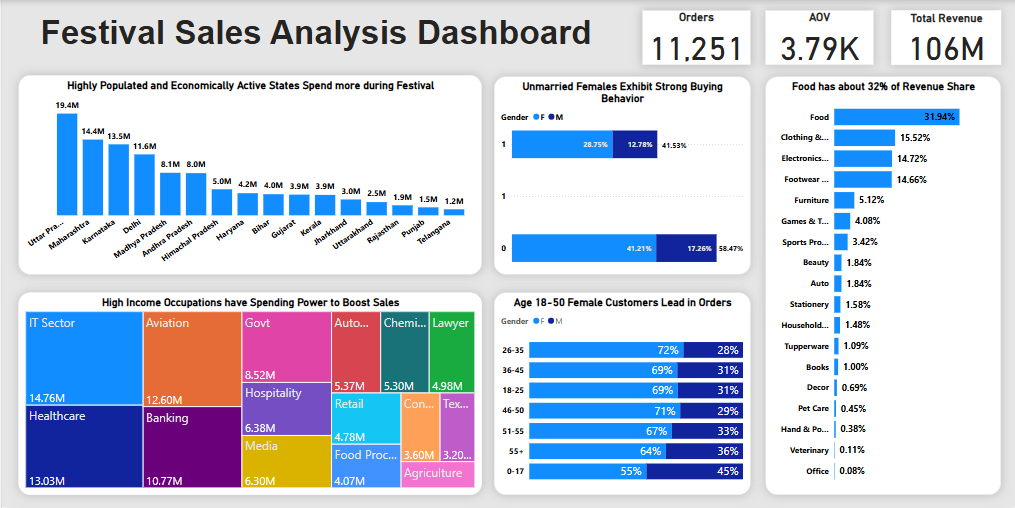 Festival Sales Analysis Dashboard
Orders
11,251
AOV
3.79K
Total Revenue
106M
Highly Populated and Economically Active States Spend more during Festival
19.4M
14.4M
13.5M
11.6M
8.1M
8.0M
5.0M
4.2M
4.0M
3.9M
3.9M
3.0M
2.5M
1.9M
1.5M
1.2M
Uttar Pra...
Maharashtra
Karnataka
Delhi
Madhya Pradesh
Andhra Pradesh
Himachal Pradesh
Haryana
Bihar
Gujarat
Kerala
Jharkhand
Uttarakhand
Rajasthan
Punjab
Telangana
Unmarried Females Exhibit Strong Buying
Behavior
Gender F M
1 28.75% 12.78% 41.53%
1
0 41.21% 17.26% 58.47%
Food has about 32% of Revenue Share
Food 31.94%
Clothing &... 15.52%
Electronics... 14.72%
Footwear ... 14.66%
Furniture 5.12%
Games & T... 4.08%
Sports Pro... 3.42%
Beauty 1.84%
Auto 1.84%
Stationery 1.58%
Household... 1.48%
Tupperware 1.09%
Books 1.00%
Decor 0.69%
Pet Care 0.45%
Hand & Po... 0.38%
Veterinary 0.11%
Office 0.08%
High Income Occupations have Spending Power to Boost Sales
IT Sector
14.76M
Healthcare
13.03M
Aviation
12.60M
Banking
10.77M
Govt
8.52M
Hospitality
6.38M
Media
6.30M
Auto...
5.37M
Chemi...
5.30M
Lawyer
4.98M
Retail
4.78M
Food Proc...
4.07M
Con...
3.60M
Tex...
3.20...
Agriculture
Age 18-50 Female Customers Lead in Orders
Gender F M
26-35 72% 28%
36-45 69% 31%
18-25 69% 31%
46-50 71% 29%
51-55 67% 33%
55+ 64% 36%
0-17 55% 45%